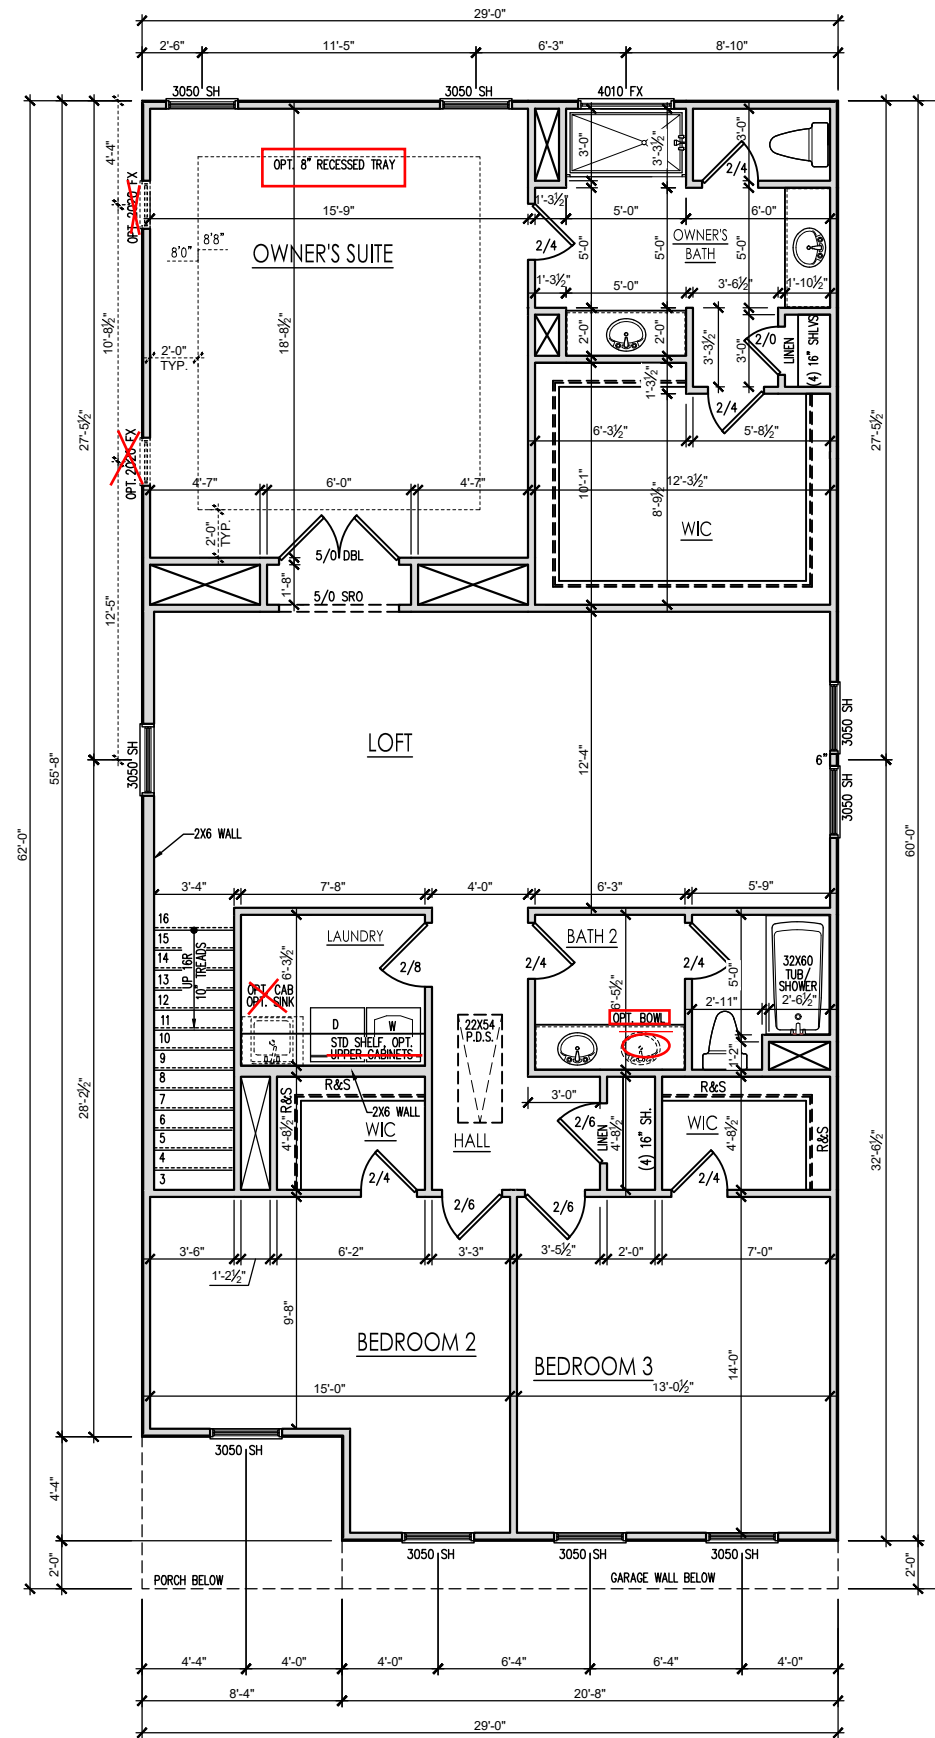 29'-0"
2'-6"
11'-5"
6'-3"
8'-10"
3050 SH
3050 SH
4010 FX
4'-4"
OPT. 2020 FX
OPT. 8" RECESSED TRAY
3'-0"
3'-3½"
3'-0"
2/4
15'-9"
1'-3½"
5'-0"
6'-0"
8'8"
8'0"
OWNER'S SUITE
2/4
5'-0"
5'-0"
OWNER'S
BATH
5'-0"
1'-3½"
5'-0"
3'-6½"
1'-10½"
10'-8½"
18'-8½"
2'-0"
TYP.
2'-0"
2'-0"
3'-3½"
3'-0"
2/0
LINEN
(4) 16" SHLVS
1'-3½"
2/4
27'-5½"
27'-5½"
OPT. 2020 FX
6'-3½"
5'-8½"
4'-7"
6'-0"
4'-7"
10'-1"
8'-9½"
12'-3½"
WIC
2'-0"
TYP.
5/0 DBL
1'-8"
5/0 SRO
12'-5"
LOFT
12'-4"
3050 SH
3050 SH
6"
3050 SH
55'-8"
62'-0"
60'-0"
2X6 WALL
3'-4"
7'-8"
4'-0"
6'-3"
5'-9"
16
15
14
13
12
11
10
9
8
7
6
5
4
3
UP 16R
10" TREADS
LAUNDRY
6'-3½"
2/8
OPT. CAB
OPT. SINK
D
W
STD SHELF, OPT.
UPPER CABINETS
BATH 2
2/4
2/4
6'-5½"
OPT. BOWL
5'-0"
32X60
TUB/
SHOWER
2'-11"
2'-6½"
1'-2"
22X54
P.D.S.
R&S
R&S
2X6 WALL
4'-8½"
WIC
2/4
HALL
3'-0"
2/6
LINEN
4'-8½"
(4) 16" SH.
R&S
WIC
4'-8½"
R&S
2/4
2/6
2/6
28'-2½"
32'-6½"
3'-6"
6'-2"
3'-3"
3'-5½"
2'-0"
7'-0"
1'-2½"
9'-8"
BEDROOM 2
BEDROOM 3
14'-0"
15'-0"
13'-0½"
3050 SH
4'-4"
2'-0"
3050 SH
3050 SH
3050 SH
2'-0"
PORCH BELOW
GARAGE WALL BELOW
4'-4"
4'-0"
4'-0"
6'-4"
6'-4"
4'-0"
8'-4"
20'-8"
29'-0"